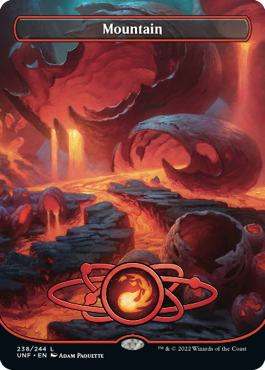 Mountain
238/244 L
UNF • EN Adam Paquette
™ & © 2022 Wizards of the Coast